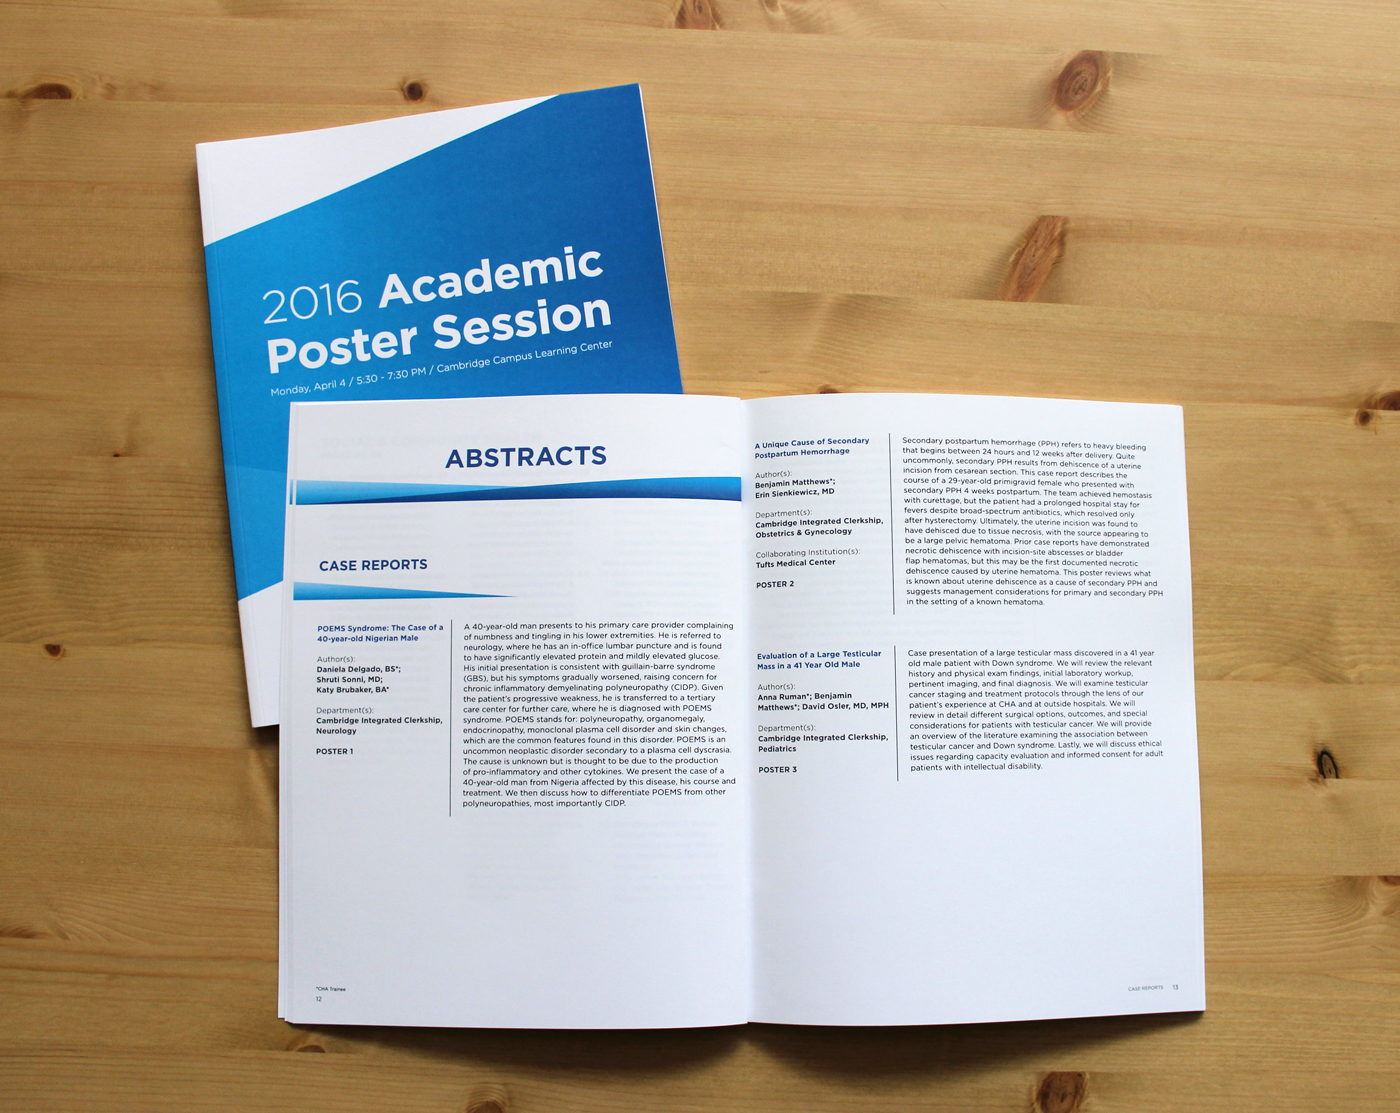 2016 Academic
Poster Session
Monday, April 4 / 5:30 - 7:30 PM / Cambridge Campus Learning Center
ABSTRACTS
CASE REPORTS
POEMS Syndrome: The Case of a
40-year-old Nigerian Male
Author(s):
Daniela Delgado, BS*;
Shruti Sonni, MD;
Katy Brubaker, BA*
Department(s):
Cambridge Integrated Clerkship,
Neurology
POSTER 1
A 40-year-old man presents to his primary care provider complaining
of numbness and tingling in his lower extremities. He is referred to
neurology, where he has an in-office lumbar puncture and is found
to have significantly elevated protein and mildly elevated glucose.
His initial presentation is consistent with guillain-barre syndrome
(GBS), but his symptoms gradually worsened, raising concern for
chronic inflammatory demyelinating polyneuropathy (CIDP). Given
the patient's progressive weakness, he is transferred to a tertiary
care center for further care, where he is diagnosed with POEMS
syndrome. POEMS stands for: polyneuropathy, organomegaly,
endocrinopathy, monoclonal plasma cell disorder and skin changes,
which are the common features found in this disorder. POEMS is an
uncommon neoplastic disorder secondary to a plasma cell dyscrasia.
The cause is unknown but is thought to be due to the production
of pro-inflammatory and other cytokines. We present the case of a
40-year-old man from Nigeria affected by this disease, his course and
treatment. We then discuss how to differentiate POEMS from other
polyneuropathies, most importantly CIDP.
*CHA Trainee
12
A Unique Cause of Secondary
Postpartum Hemorrhage
Author(s):
Benjamin Matthews*;
Erin Sienkiewicz, MD
Department(s):
Cambridge Integrated Clerkship,
Obstetrics & Gynecology
Collaborating Institution(s):
Tufts Medical Center
POSTER 2
Secondary postpartum hemorrhage (PPH) refers to heavy bleeding
that begins between 24 hours and 12 weeks after delivery. Quite
uncommonly, secondary PPH results from dehiscence of a uterine
incision from cesarean section. This case report describes the
course of a 29-year-old primigravid female who presented with
secondary PPH 4 weeks postpartum. The team achieved hemostasis
with curettage, but the patient had a prolonged hospital stay for
fevers despite broad-spectrum antibiotics, which resolved only
after hysterectomy. Ultimately, the uterine incision was found to
have dehisced due to tissue necrosis, with the source appearing to
be a large pelvic hematoma. Prior case reports have demonstrated
necrotic dehiscence with incision-site abscesses or bladder
flap hematomas, but this may be the first documented necrotic
dehiscence caused by uterine hematoma. This poster reviews what
is known about uterine dehiscence as a cause of secondary PPH and
suggests management considerations for primary and secondary PPH
in the setting of a known hematoma.
Evaluation of a Large Testicular
Mass in a 41 Year Old Male
Author(s):
Anna Ruman*; Benjamin
Matthews*; David Osler, MD, MPH
Department(s):
Cambridge Integrated Clerkship,
Pediatrics
POSTER 3
Case presentation of a large testicular mass discovered in a 41 year
old male patient with Down syndrome. We will review the relevant
history and physical exam findings, initial laboratory workup,
pertinent imaging, and final diagnosis. We will examine testicular
cancer staging and treatment protocols through the lens of our
patient's experience at CHA and at outside hospitals. We will
review in detail different surgical options, outcomes, and special
considerations for patients with testicular cancer. We will provide
an overview of the literature examining the association between
testicular cancer and Down syndrome. Lastly, we will discuss ethical
issues regarding capacity evaluation and informed consent for adult
patients with intellectual disability.
CASE REPORTS 13